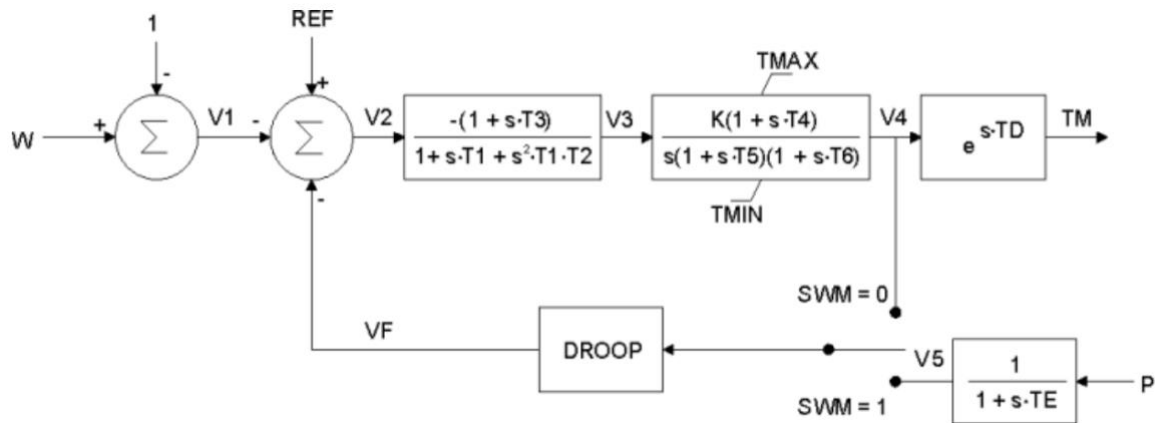 1
REF
TMAX
-
+
W
+
Σ
V1
-
Σ
V2
-(1 + s·T3)
1+ s·T1 + s²·T1·T2
V3
K(1 + s·T4)
s(1 + s·T5)(1 + s·T6)
V4
e^s·TD
TM
-
TMIN
SWM = 0
VF
DROOP
V5
1
1 + s·TE
P
SWM = 1